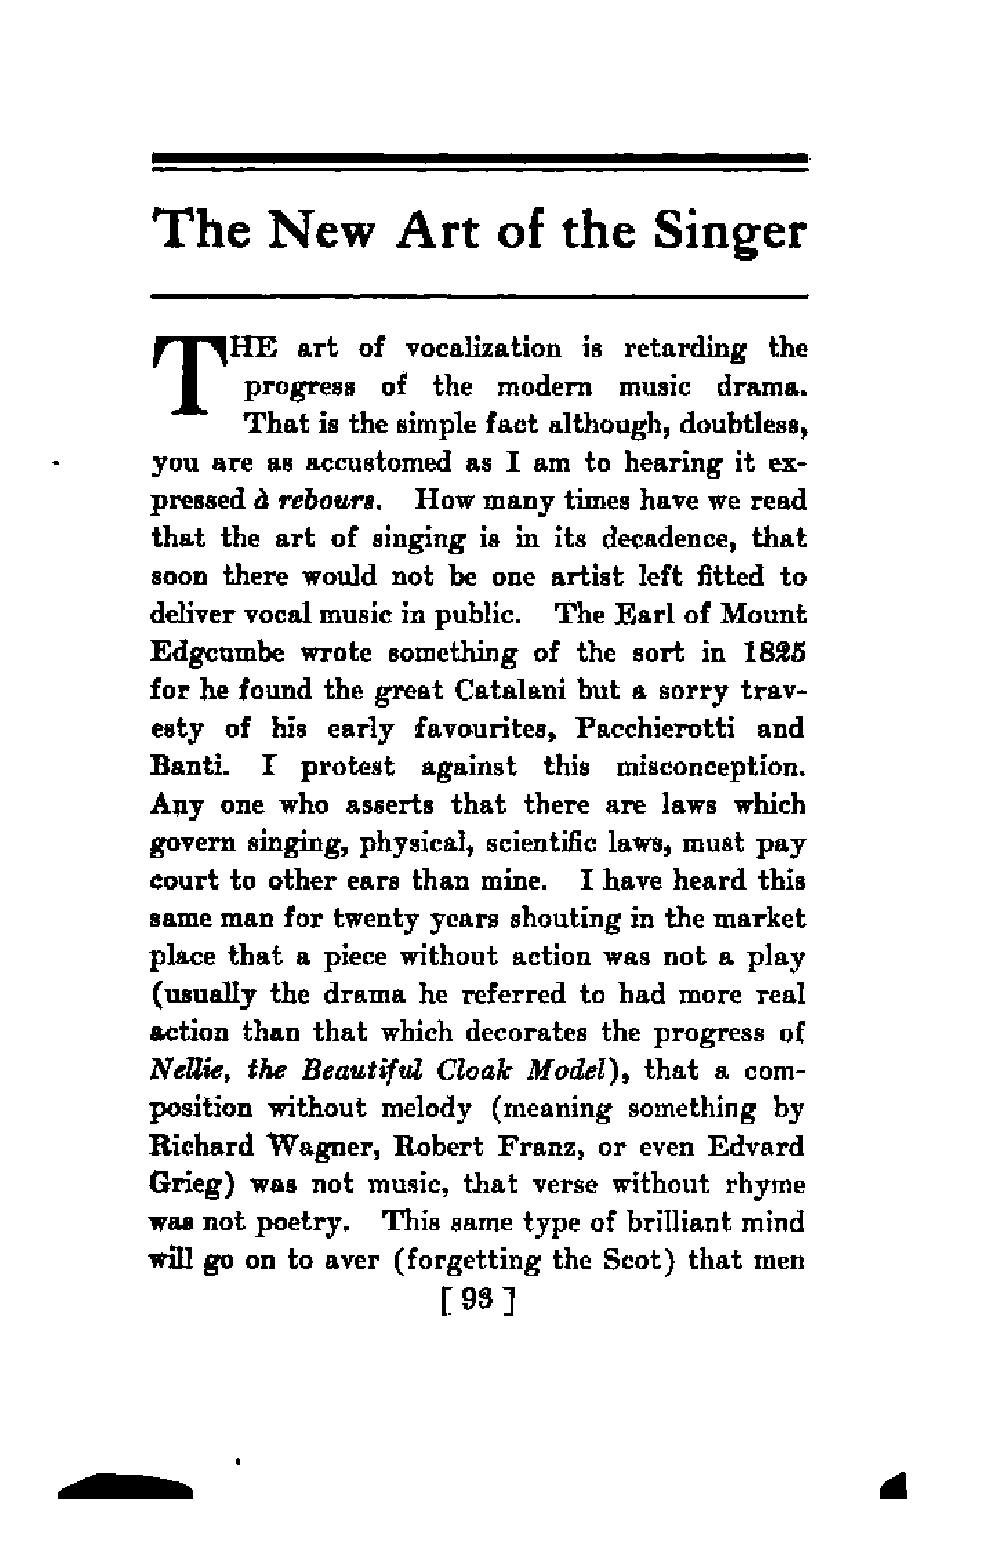 The New Art of the Singer
THE art of vocalization is retarding the
progress of the modern music drama.
That is the simple fact although, doubtless,
you are as accustomed as I am to hearing it ex-
pressed à rebours. How many times have we read
that the art of singing is in its decadence, that
soon there would not be one artist left fitted to
deliver vocal music in public. The Earl of Mount
Edgcumbe wrote something of the sort in 1825
for he found the great Catalani but a sorry trav-
esty of his early favourites, Pacchierotti and
Banti. I protest against this misconception.
Any one who asserts that there are laws which
govern singing, physical, scientific laws, must pay
court to other ears than mine. I have heard this
same man for twenty years shouting in the market
place that a piece without action was not a play
(usually the drama he referred to had more real
action than that which decorates the progress of
Nellie, the Beautiful Cloak Model), that a com-
position without melody (meaning something by
Richard Wagner, Robert Franz, or even Edvard
Grieg) was not music, that verse without rhyme
was not poetry. This same type of brilliant mind
will go on to aver (forgetting the Scot) that men
[ 93 ]